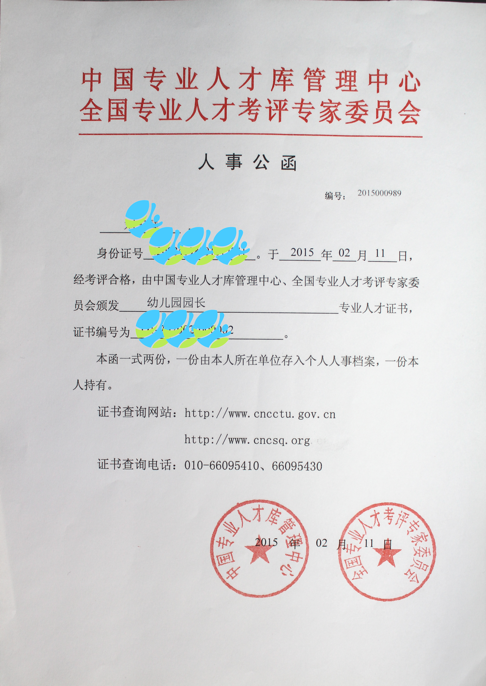 中国专业人才库管理中心
全国专业人才考评专家委员会
人事公函
编号：2015000989
身份证号 。于 2015 年 02 月 11 日，
经考评合格，由中国专业人才库管理中心、全国专业人才考评专家委
员会颁发 幼儿园园长 专业人才证书，
证书编号为 。
本函一式两份，一份由本人所在单位存入个人人事档案，一份本
人持有。
证书查询网站：http://www.cncctu.gov.cn
http://www.cncsq.org
证书查询电话：010-66095410、66095430
中国专业人才库管理中心
全国专业人才考评专家委员会
2015 年 02 月 11 日